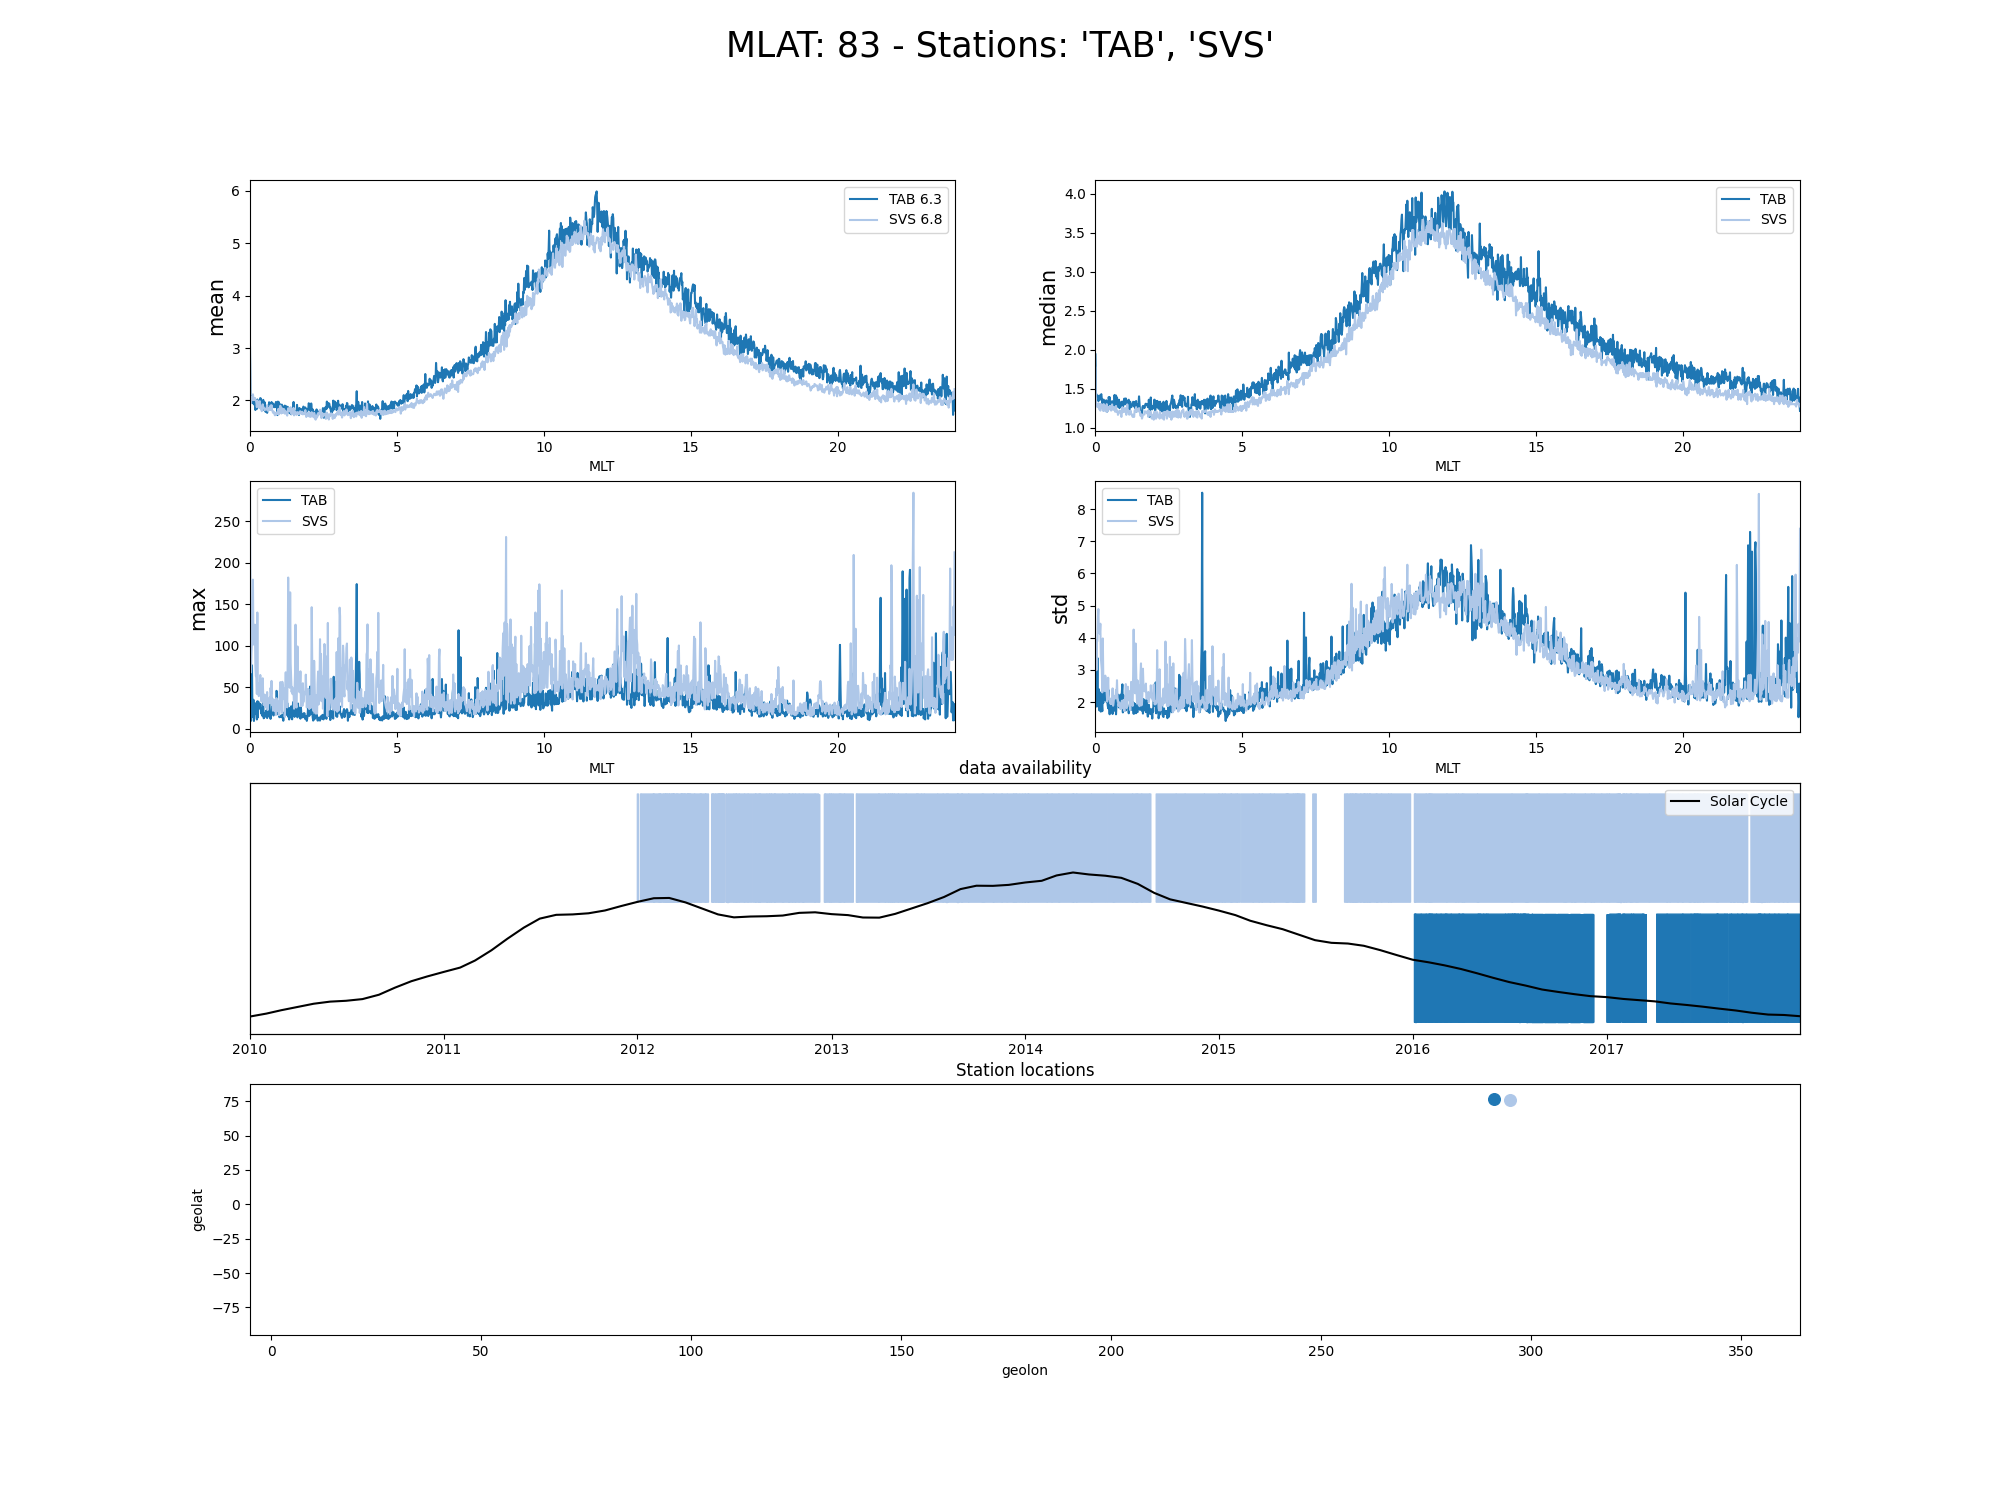 MLAT: 83 - Stations: 'TAB', 'SVS'
mean
6
5
4
3
2
TAB 6.3
SVS 6.8
0 5 10 15 20
MLT
median
4.0
3.5
3.0
2.5
2.0
1.5
1.0
TAB
SVS
0 5 10 15 20
MLT
max
250
200
150
100
50
0
TAB
SVS
0 5 10 15 20
MLT
std
8
7
6
5
4
3
2
TAB
SVS
0 5 10 15 20
MLT
data availability
Solar Cycle
2010 2011 2012 2013 2014 2015 2016 2017
Station locations
geolat
75
50
25
0
−25
−50
−75
0 50 100 150 200 250 300 350
geolon